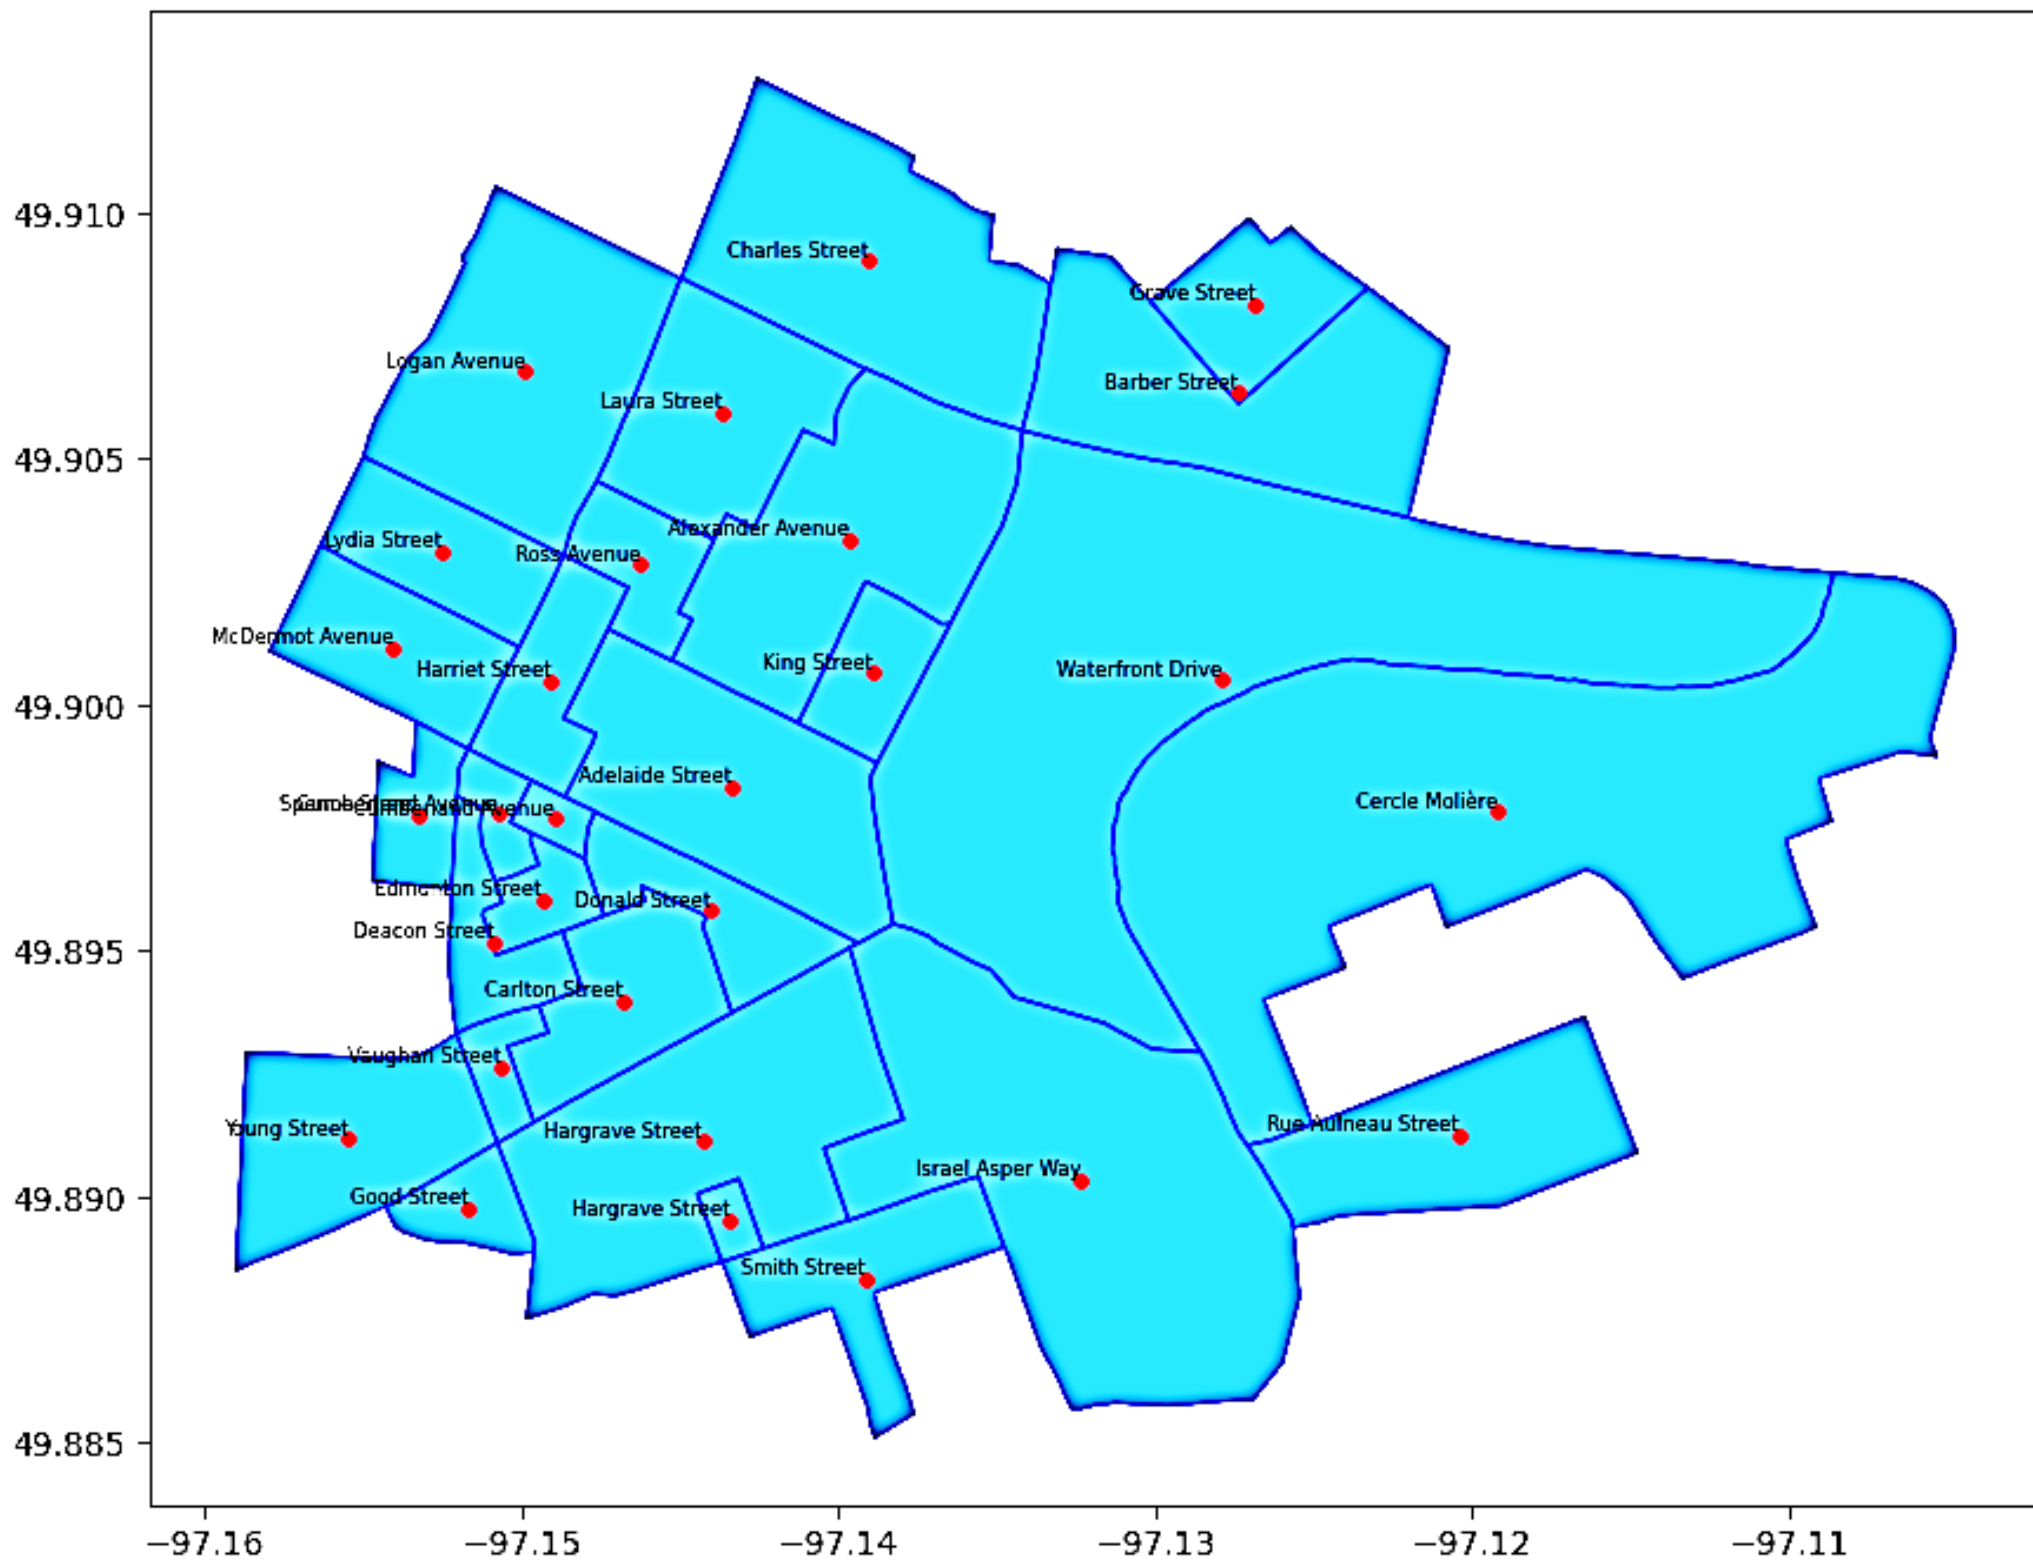 49.910
Charles Street
Grave Street
Logan Avenue
Barber Street
Laura Street
49.905
Alexander Avenue
Lydia Street
Ross Avenue
McDermot Avenue
King Street
Harriet Street
Waterfront Drive
49.900
Adelaide Street
Cercle Molière
Edmonton Street
Donald Street
Deacon Street
49.895
Carlton Street
Vaughan Street
Young Street
Hargrave Street
Rue Aulneau Street
Israel Asper Way
49.890
Good Street
Hargrave Street
Smith Street
49.885
−97.16
−97.15
−97.14
−97.13
−97.12
−97.11